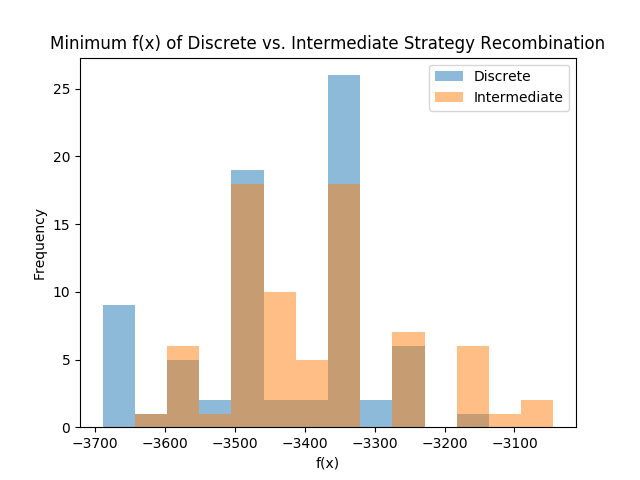 Minimum f(x) of Discrete vs. Intermediate Strategy Recombination
Discrete
Intermediate
Frequency
25
20
15
10
5
0
−3700 −3600 −3500 −3400 −3300 −3200 −3100
f(x)